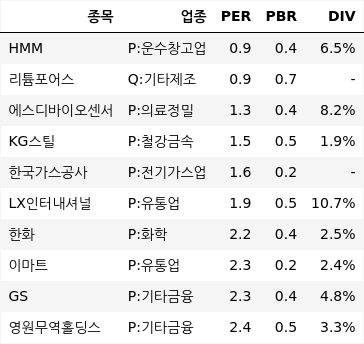 종목 업종 PER PBR DIV
HMM P:운수창고업 0.9 0.4 6.5%
리튬포어스 Q:기타제조 0.9 0.7 -
에스디바이오센서 P:의료정밀 1.3 0.4 8.2%
KG스틸 P:철강금속 1.5 0.5 1.9%
한국가스공사 P:전기가스업 1.6 0.2 -
LX인터내셔널 P:유통업 1.9 0.5 10.7%
한화 P:화학 2.2 0.4 2.5%
이마트 P:유통업 2.3 0.2 2.4%
GS P:기타금융 2.3 0.4 4.8%
영원무역홀딩스 P:기타금융 2.4 0.5 3.3%